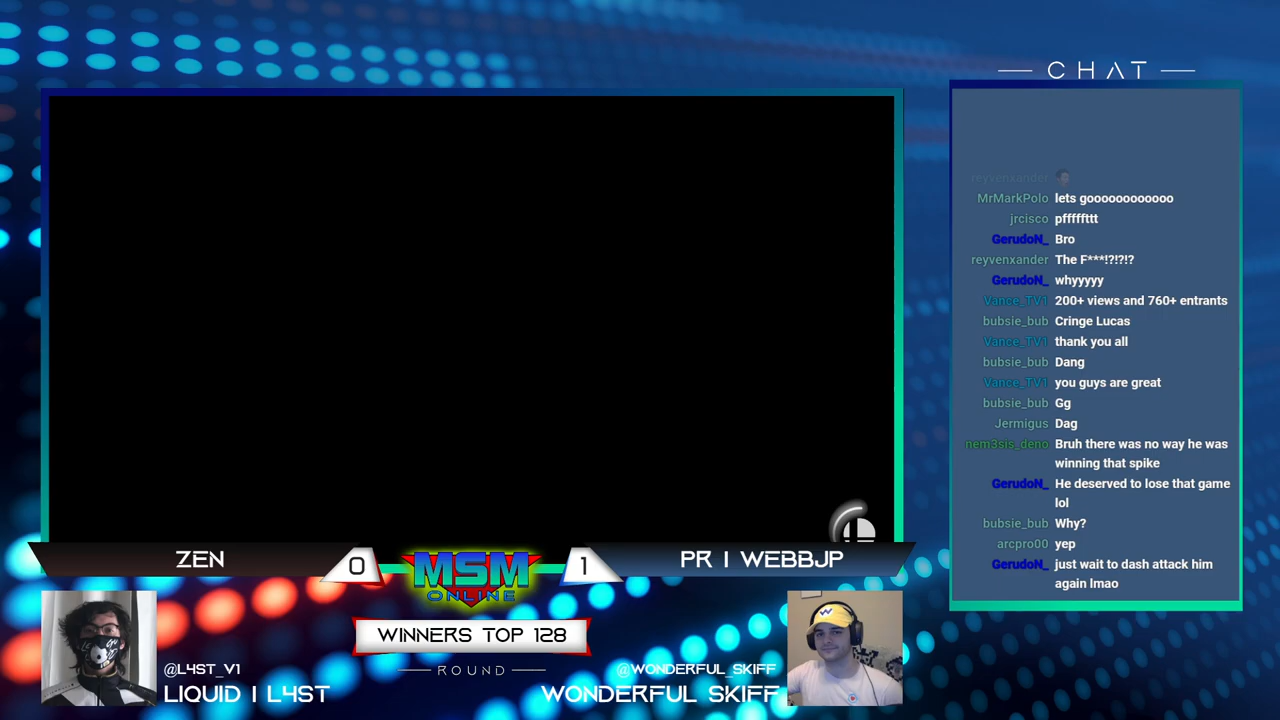 CHAT
reyvenxander
MrMarkPolo lets gooooooooooo
jrcisco pfffffttt
GerudoN_ Bro
reyvenxander The F***!?!?!?
GerudoN_ whyyyyy
Vance_TV1 200+ views and 760+ entrants
bubsie_bub Cringe Lucas
Vance_TV1 thank you all
bubsie_bub Dang
Vance_TV1 you guys are great
bubsie_bub Gg
Jermigus Dag
nem3sis_deno Bruh there was no way he was
winning that spike
GerudoN_ He deserved to lose that game
lol
bubsie_bub Why?
arcpro00 yep
GerudoN_ just wait to dash attack him
again lmao
ZEN 0 MSM 1 PR | WEBBJP
ONLINE
WINNERS TOP 128
ROUND
@L4ST_V1
LIQUID | L4ST
@WONDERFUL_SKIFF
WONDERFUL SKIFF